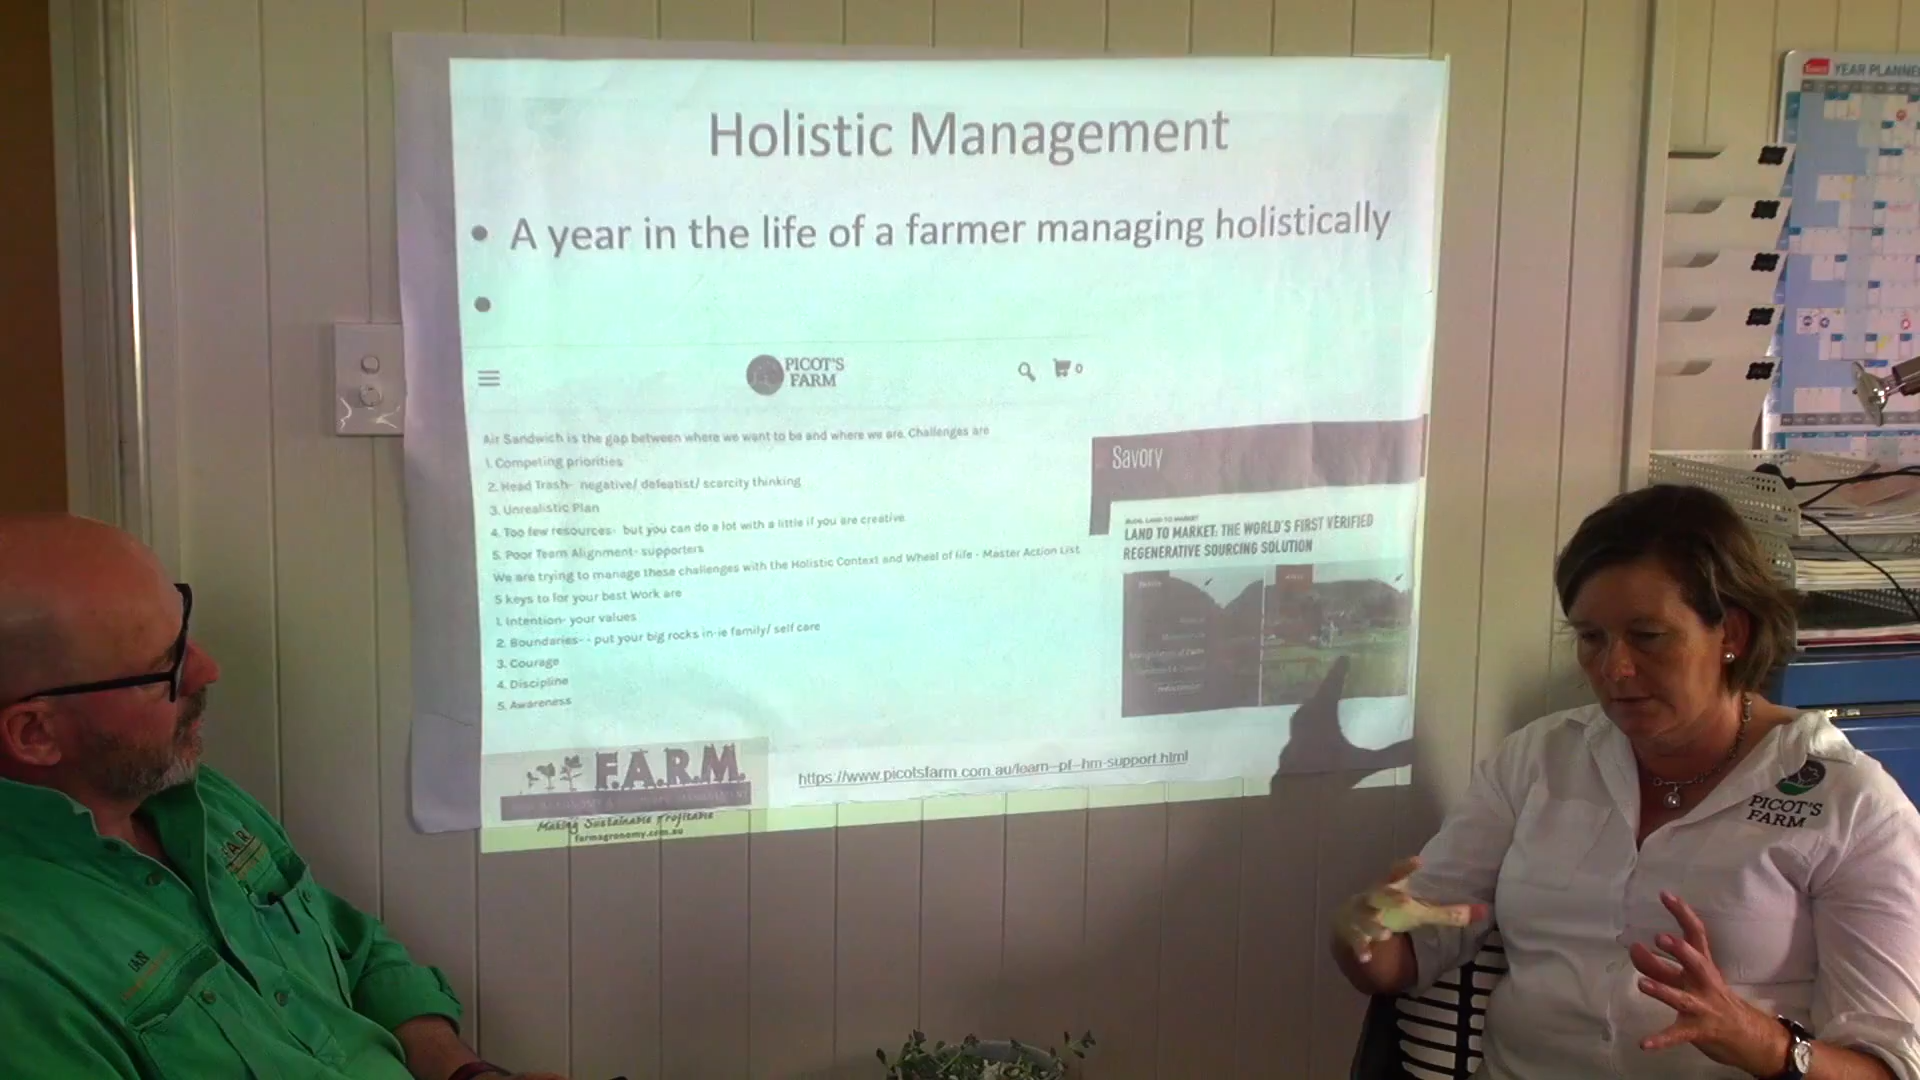 Holistic Management
• A year in the life of a farmer managing holistically
•
PICOT'S
FARM
0
Air Sandwich is the gap between where we want to be and where we are. Challenges are
1. Competing priorities
2. Head Trash- negative/ defeatist/ scarcity thinking
3. Unrealistic Plan
4. Too few resources- but you can do a lot with a little if you are creative.
5. Poor Team Alignment- supporters
We are trying to manage these challenges with the Holistic Context and Wheel of life - Master Action List
5 keys to for your best Work are
1. Intention- your values
2. Boundaries- - put your big rocks in-ie family/ self care
3. Courage
4. Discipline
5. Awareness
Savory
BLOG, LAND TO MARKET
LAND TO MARKET: THE WORLD'S FIRST VERIFIED
REGENERATIVE SOURCING SOLUTION
F.A.R.M.
Making Sustainable Profitable
farmagronomy.com.au
https://www.picotsfarm.com.au/learn--pf--hm-support.html
YEAR PLANNER
IAN
PICOT'S
FARM